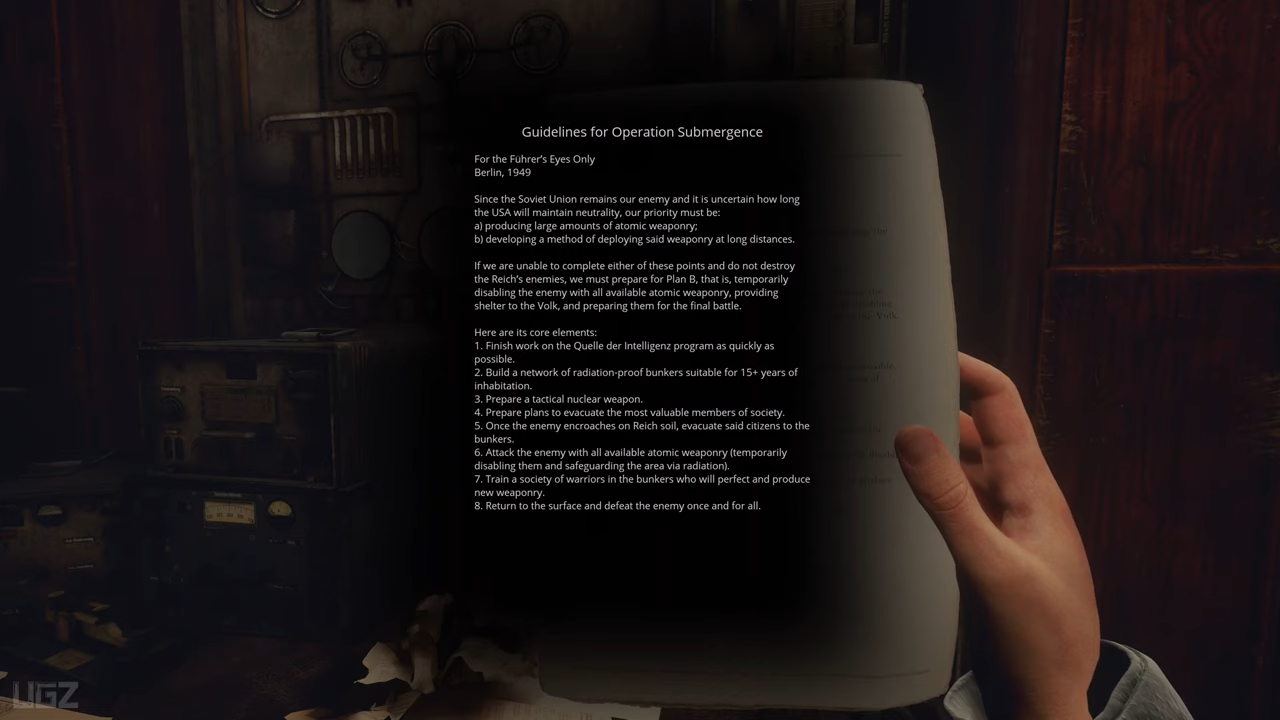 Guidelines for Operation Submergence
For the Führer's Eyes Only
Berlin, 1949
Since the Soviet Union remains our enemy and it is uncertain how long
the USA will maintain neutrality, our priority must be:
a) producing large amounts of atomic weaponry;
b) developing a method of deploying said weaponry at long distances.
If we are unable to complete either of these points and do not destroy
the Reich's enemies, we must prepare for Plan B, that is, temporarily
disabling the enemy with all available atomic weaponry, providing
shelter to the Volk, and preparing them for the final battle.
Here are its core elements:
1. Finish work on the Quelle der Intelligenz program as quickly as
possible.
2. Build a network of radiation-proof bunkers suitable for 15+ years of
inhabitation.
3. Prepare a tactical nuclear weapon.
4. Prepare plans to evacuate the most valuable members of society.
5. Once the enemy encroaches on Reich soil, evacuate said citizens to the
bunkers.
6. Attack the enemy with all available atomic weaponry (temporarily
disabling them and safeguarding the area via radiation).
7. Train a society of warriors in the bunkers who will perfect and produce
new weaponry.
8. Return to the surface and defeat the enemy once and for all.
UGZ